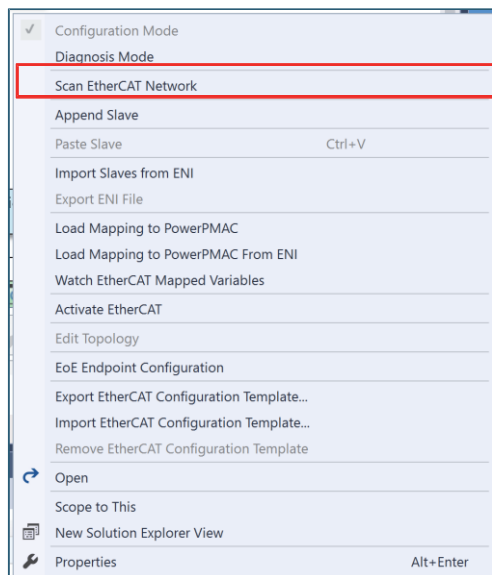 Configuration Mode
Diagnosis Mode
Scan EtherCAT Network
Append Slave
Paste Slave Ctrl+V
Import Slaves from ENI
Export ENI File
Load Mapping to PowerPMAC
Load Mapping to PowerPMAC From ENI
Watch EtherCAT Mapped Variables
Activate EtherCAT
Edit Topology
EoE Endpoint Configuration
Export EtherCAT Configuration Template...
Import EtherCAT Configuration Template...
Remove EtherCAT Configuration Template
Open
Scope to This
New Solution Explorer View
Properties Alt+Enter